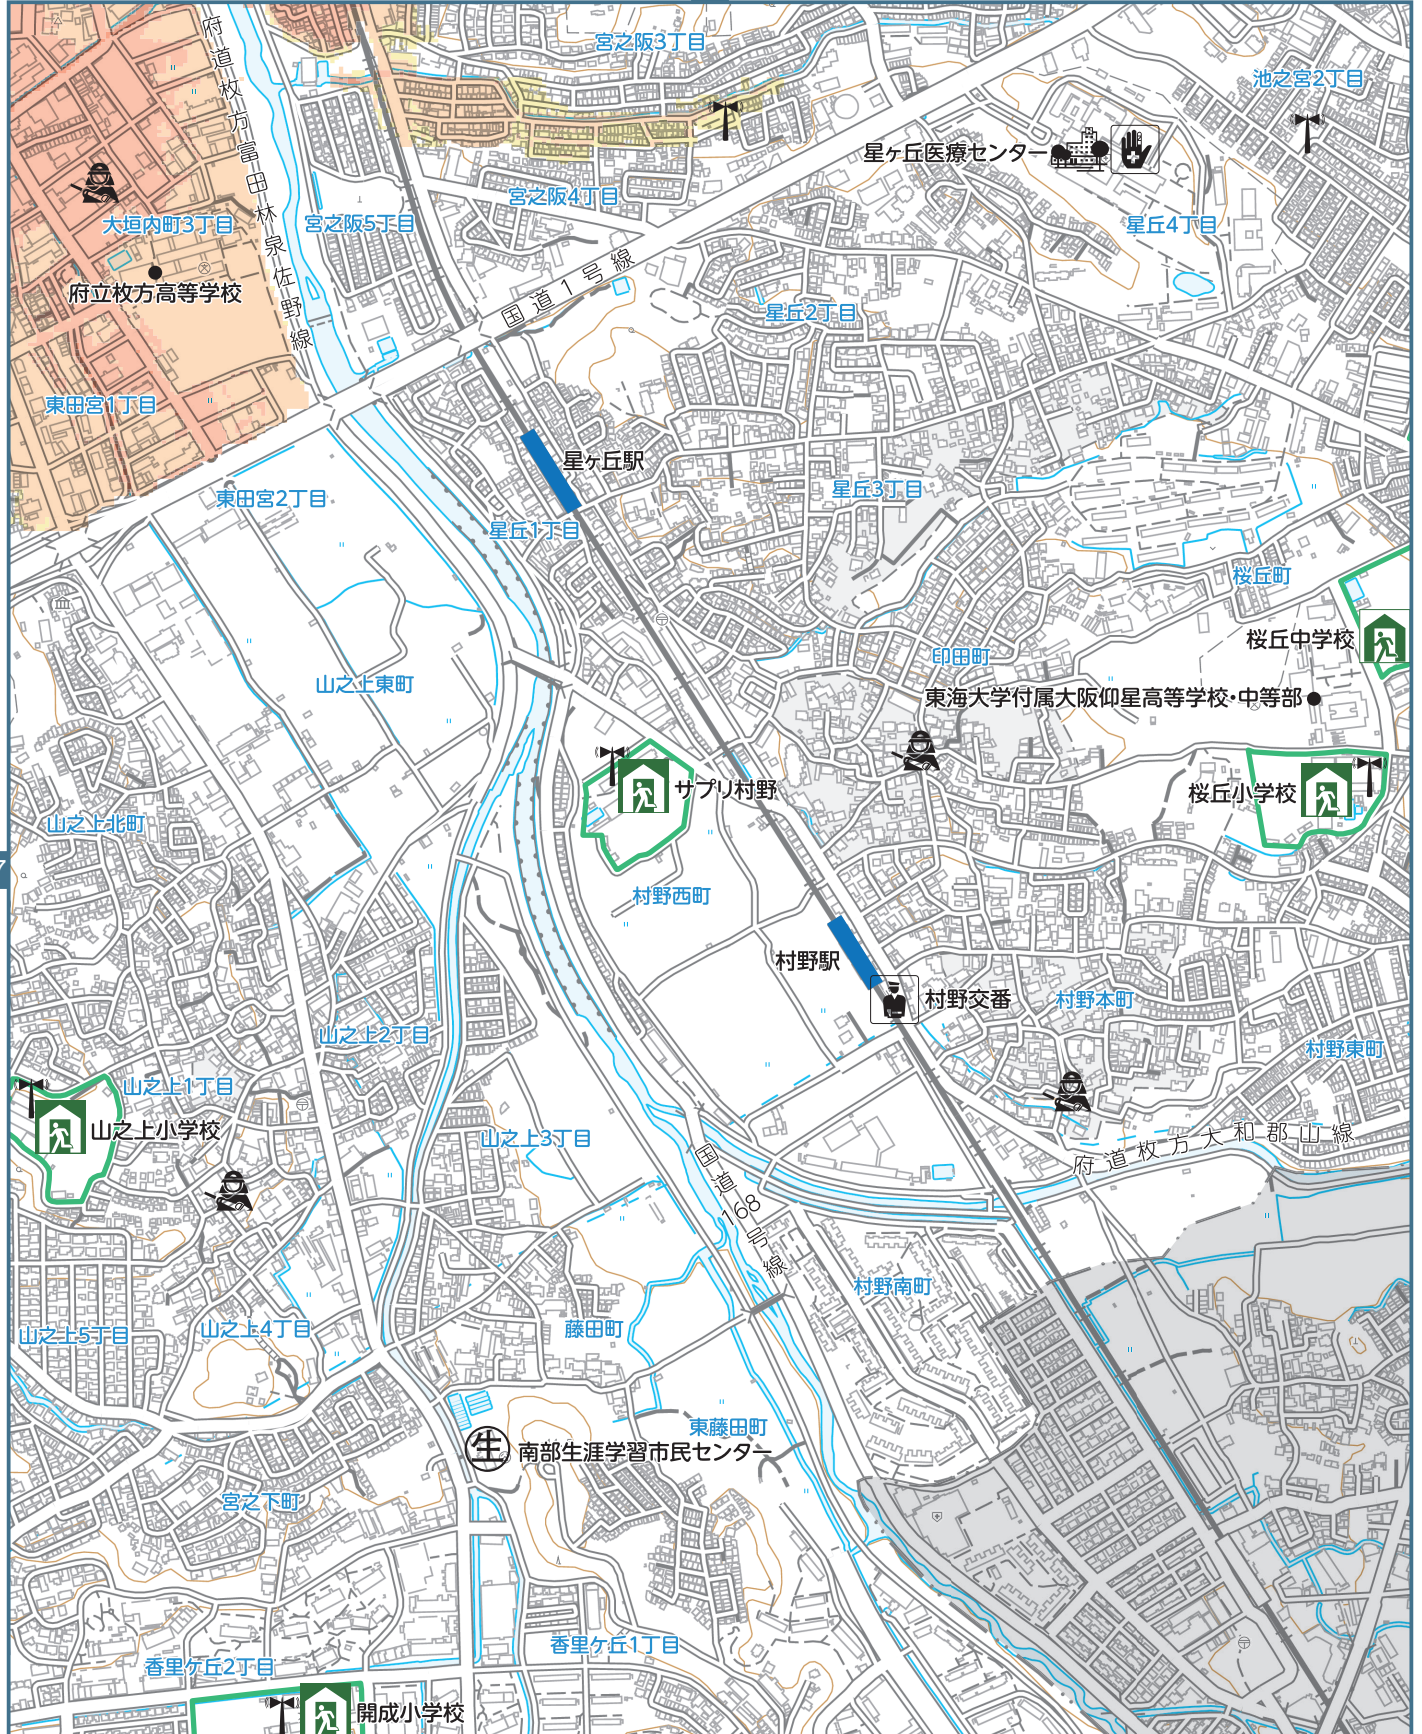 宮之阪3丁目
池之宮2丁目
府道枚方富田林泉佐野線
星ヶ丘医療センター
宮之阪4丁目
大垣内町3丁目
宮之阪5丁目
星丘4丁目
府立枚方高等学校
国道1号線
星丘2丁目
東田宮1丁目
星ヶ丘駅
東田宮2丁目
星丘3丁目
星丘1丁目
桜丘町
桜丘中学校
印田町
山之上東町
東海大学付属大阪仰星高等学校・中等部
サプリ村野
桜丘小学校
山之上北町
7
村野西町
村野駅
村野交番
村野本町
山之上2丁目
村野東町
山之上1丁目
山之上小学校
山之上3丁目
府道枚方大和郡山線
国道168号線
村野南町
山之上5丁目
山之上4丁目
藤田町
東藤田町
生
南部生涯学習市民センター
宮之下町
香里ケ丘1丁目
香里ケ丘2丁目
開成小学校